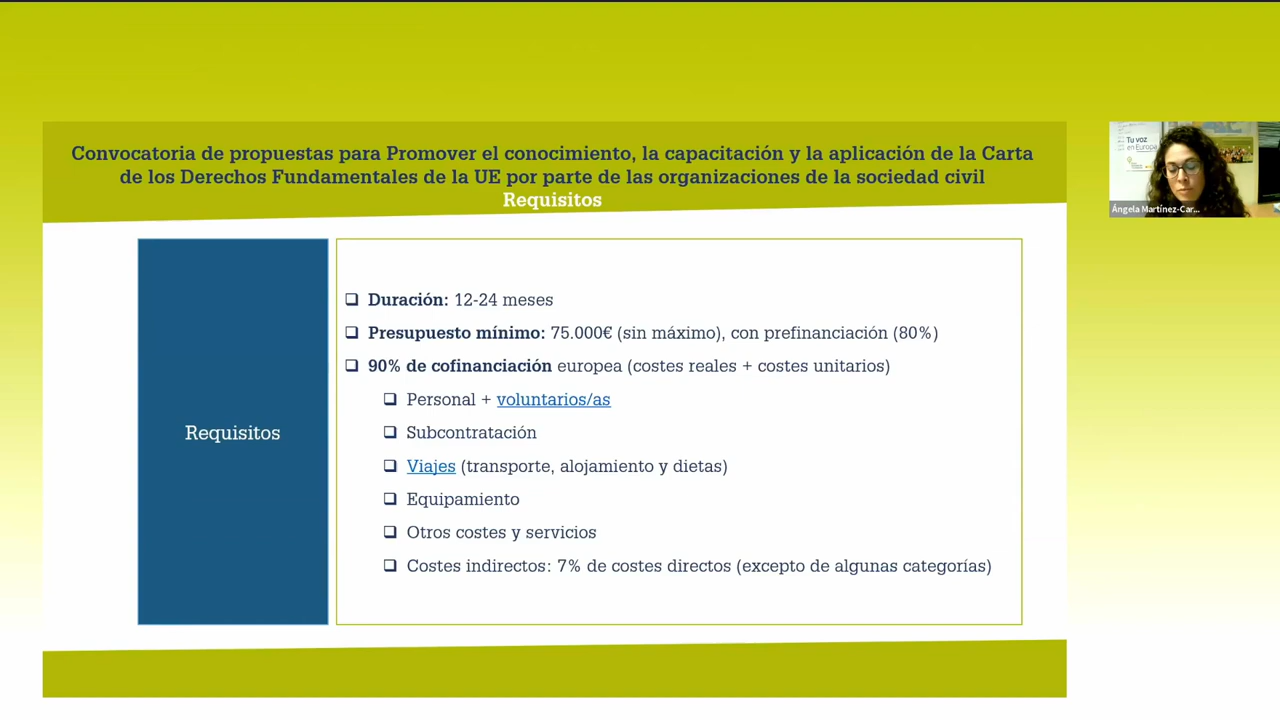 Convocatoria de propuestas para Promover el conocimiento, la capacitación y la aplicación de la Carta
de los Derechos Fundamentales de la UE por parte de las organizaciones de la sociedad civil
Requisitos
Requisitos
Duración: 12-24 meses
Presupuesto mínimo: 75.000€ (sin máximo), con prefinanciación (80%)
90% de cofinanciación europea (costes reales + costes unitarios)
Personal + voluntarios/as
Subcontratación
Viajes (transporte, alojamiento y dietas)
Equipamiento
Otros costes y servicios
Costes indirectos: 7% de costes directos (excepto de algunas categorías)
Tu voz
en Europa
Ángela Martínez-Car...